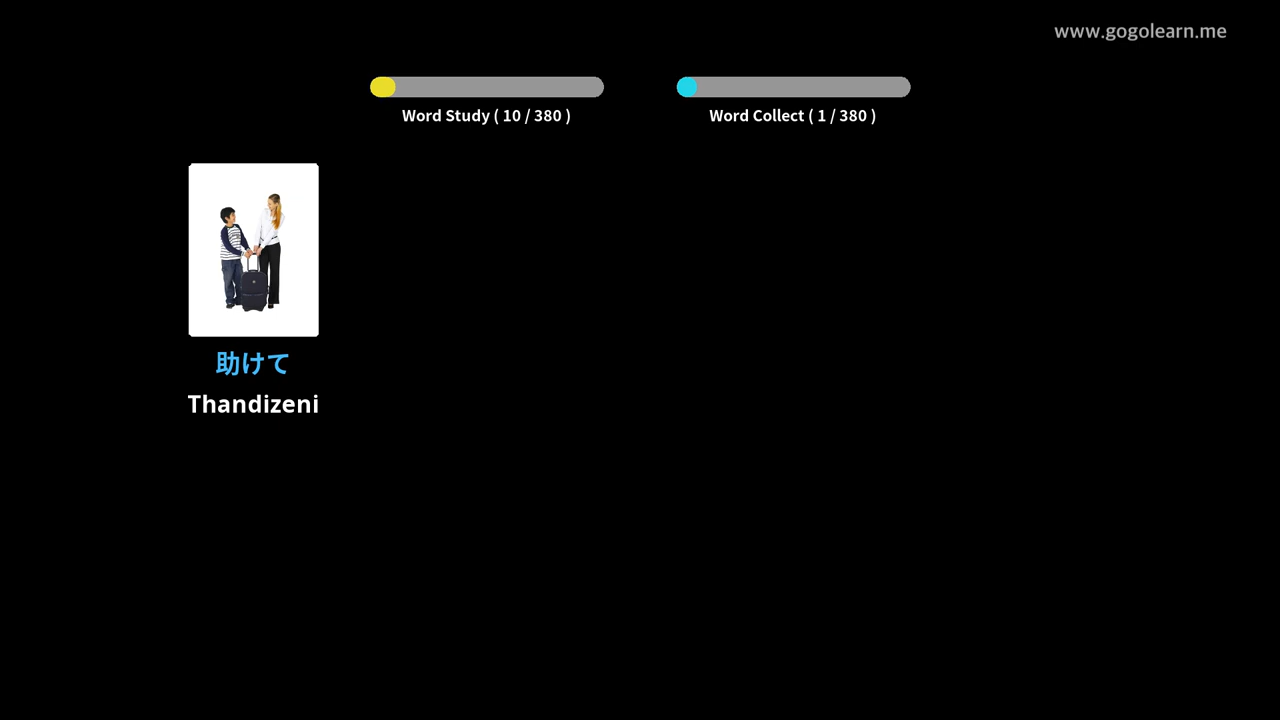 www.gogolearn.me
Word Study ( 10 / 380 )
Word Collect ( 1 / 380 )
助けて
Thandizeni